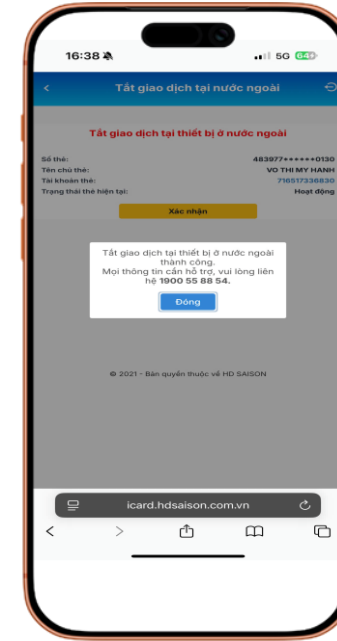 16:38
5G 64
Tắt giao dịch tại nước ngoài
Tắt giao dịch tại thiết bị ở nước ngoài
Số thẻ: 483977******0130
Tên chủ thẻ: VO THI MY HANH
Tài khoản thẻ: 716517336830
Trạng thái thẻ hiện tại: Hoạt động
Xác nhận
Tắt giao dịch tại thiết bị ở nước ngoài
thành công.
Mọi thông tin cần hỗ trợ, vui lòng liên
hệ 1900 55 88 54.
Đóng
© 2021 - Bản quyền thuộc về HD SAISON
icard.hdsaison.com.vn